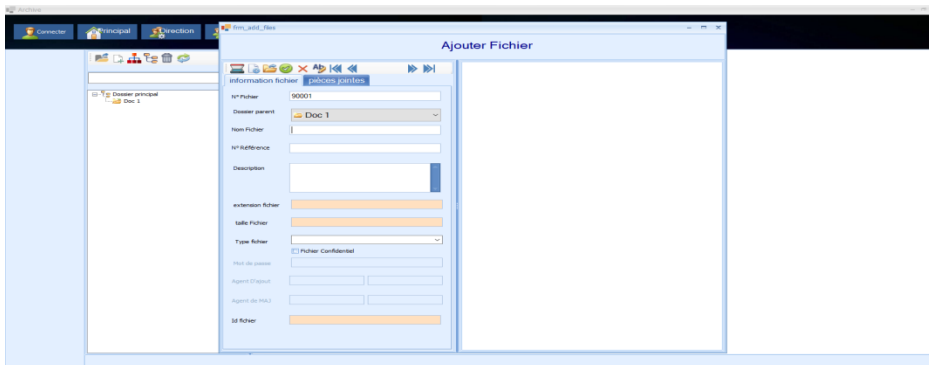 Archive
Connecter
Principal
Direction
frm_add_files
Ajouter Fichier
information fichier
pièces jointes
N° Fichier
90001
Dossier parent
Doc 1
Nom Fichier
N° Référence
Description
extension fichier
taille Fichier
Type fichier
Fichier Confidentiel
Mot de passe
Agent D'ajout
Agent de MAJ
Id fichier
Dossier principal
Doc 1